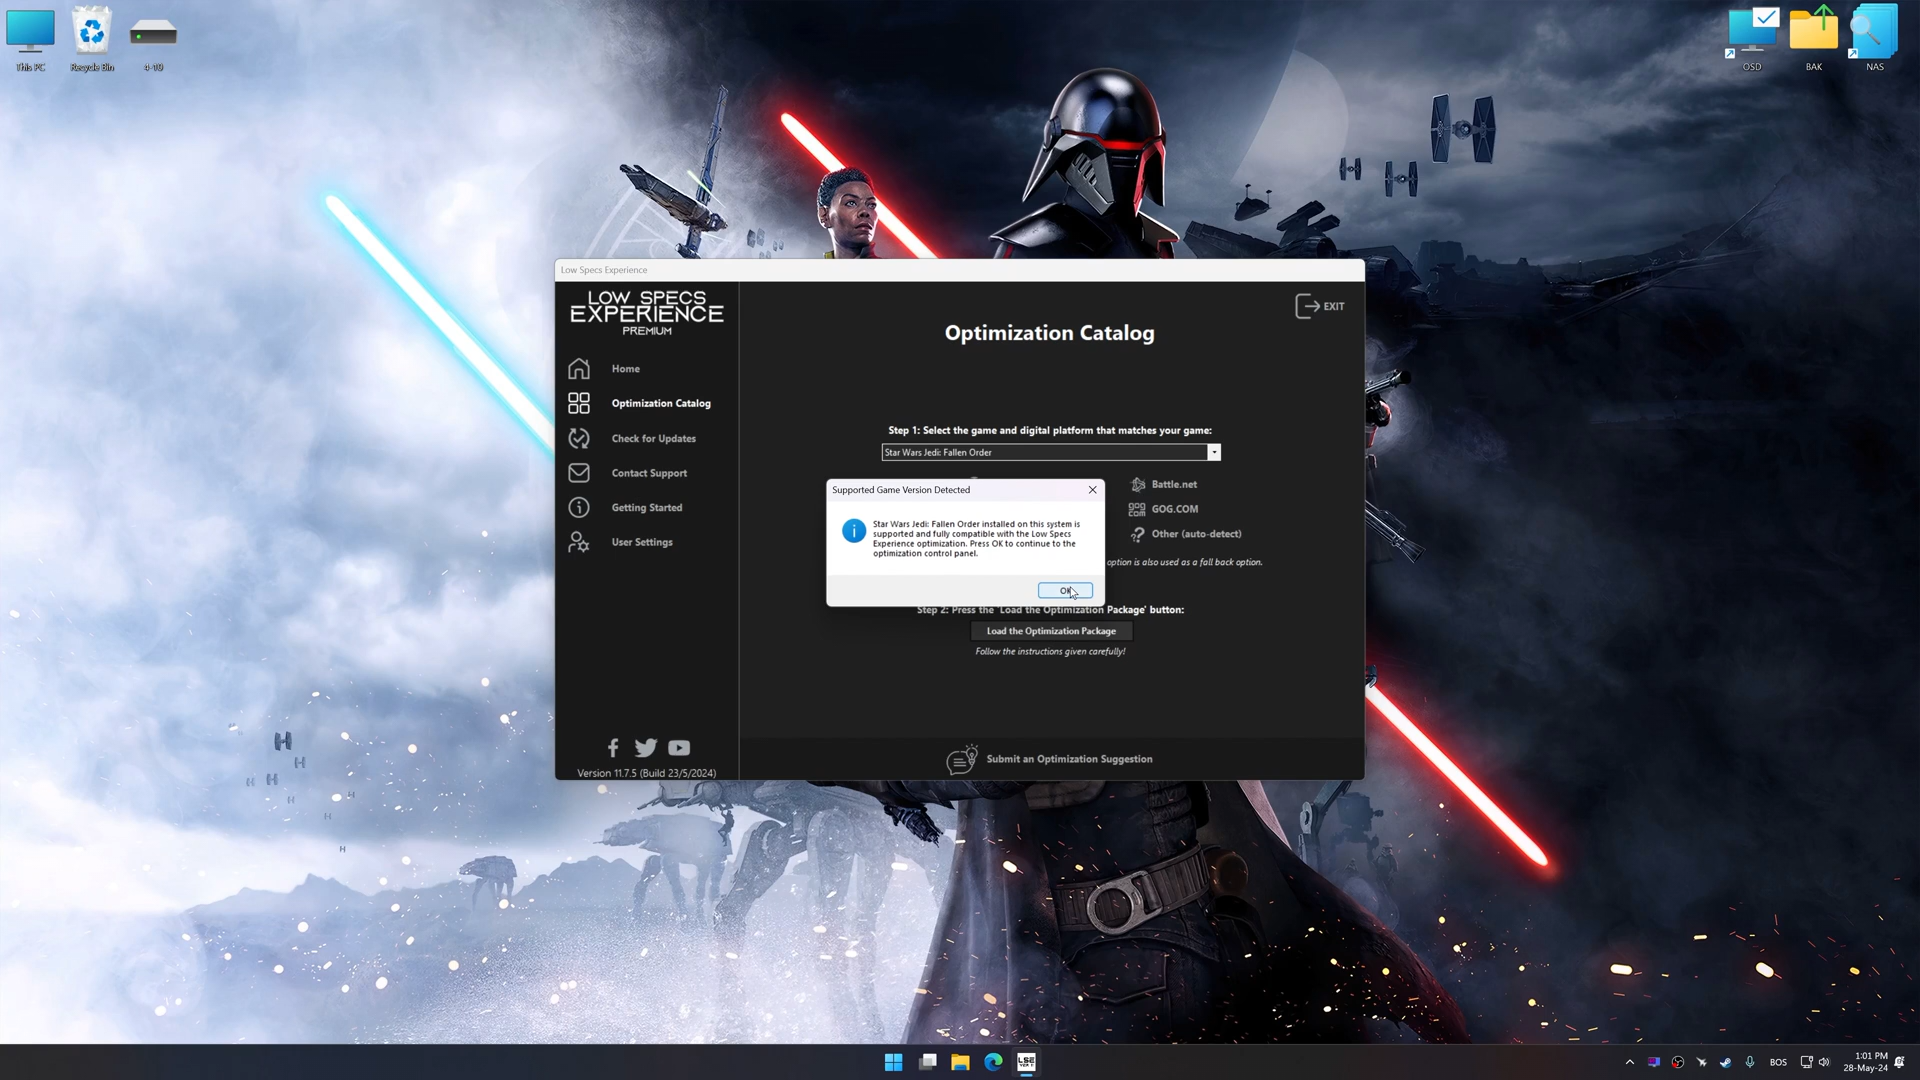 This PC
Recycle Bin
4-10
OSD
BAK
NAS
Low Specs Experience
LOW SPECS
EXPERIENCE
PREMIUM
Home
Optimization Catalog
Check for Updates
Contact Support
Getting Started
User Settings
Version 11.7.5 (Build 23/5/2024)
EXIT
Optimization Catalog
Step 1: Select the game and digital platform that matches your game:
Star Wars Jedi: Fallen Order
Battle.net
GOG.COM
Other (auto-detect)
option is also used as a fall back option.
Supported Game Version Detected
Star Wars Jedi: Fallen Order installed on this system is
supported and fully compatible with the Low Specs
Experience optimization. Press OK to continue to the
optimization control panel.
OK
Step 2: Press the 'Load the Optimization Package' button:
Load the Optimization Package
Follow the instructions given carefully!
Submit an Optimization Suggestion
LSE
BOS
1:01 PM
28-May-24